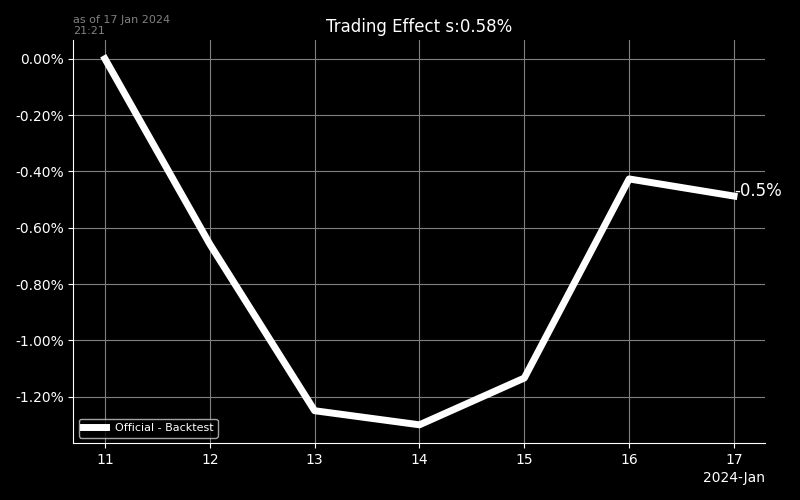 as of 17 Jan 2024
21:21
Trading Effect s:0.58%
0.00%
-0.20%
-0.40%
-0.5%
-0.60%
-0.80%
-1.00%
-1.20%
Official - Backtest
11 12 13 14 15 16 17
2024-Jan